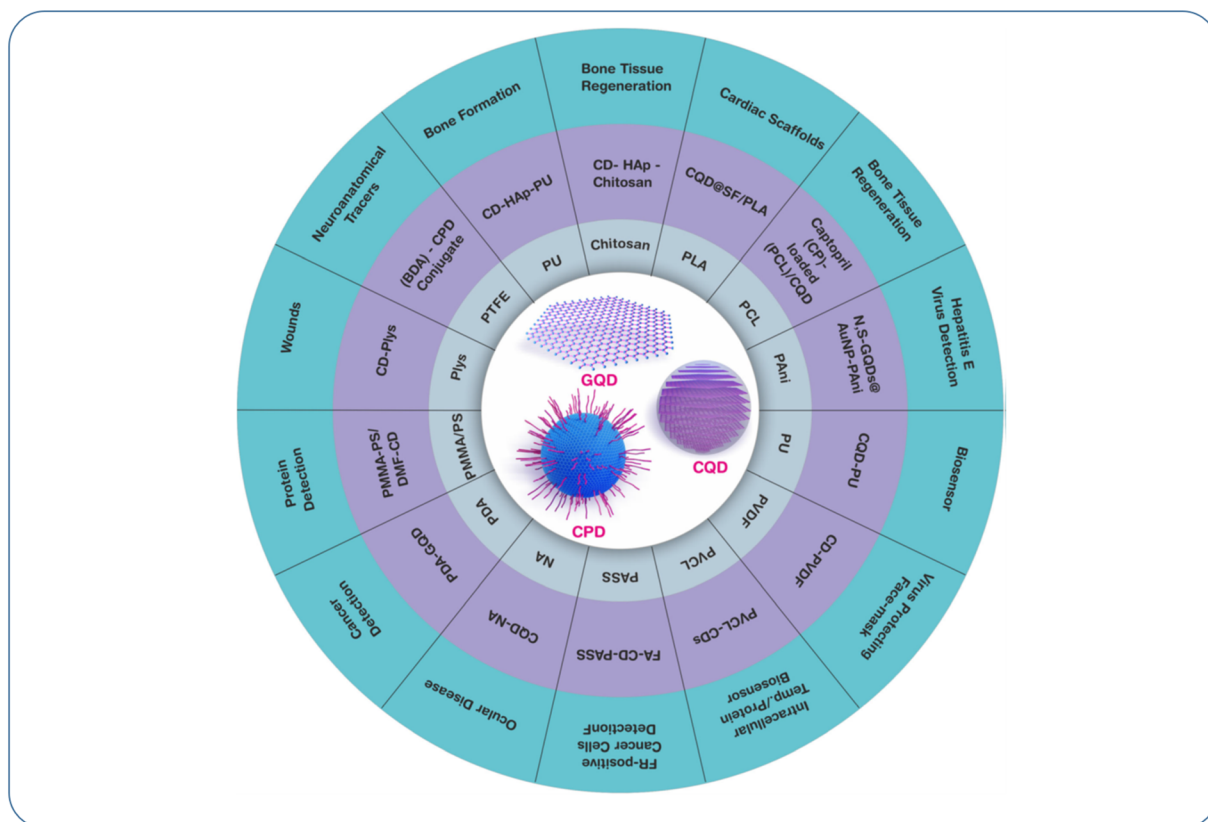 Bone Tissue
Regeneration
Cardiac Scaffolds
Bone Tissue
Regeneration
Hepatitis E
Virus Detection
Biosensor
Virus Protecting
Face-mask
Intracellular
Temp./Protein
Biosensor
FR-positive
Cancer Cells
DetectionF
Ocular Disease
Cancer
Detection
Protein
Detection
Wounds
Neuroanatomical
Tracers
Bone Formation
CD- HAp -
Chitosan
CQD@SF/PLA
Captopril
(CP)-
loaded
(PCL)/CQD
N,S-GQDs@
AuNP-PAni
CQD-PU
CD-PVDF
PVCL-CDs
FA-CD-PASS
CQD-NA
PDA-GQD
PMMA-PS/
DMF-CD
CD-Plys
(BDA) - CPD
Conjugate
CD-HAp-PU
Chitosan
PLA
PCL
PAni
PU
PVDF
PVCL
PASS
NA
PDA
PMMA/PS
Plys
PTFE
PU
GQD
CQD
CPD